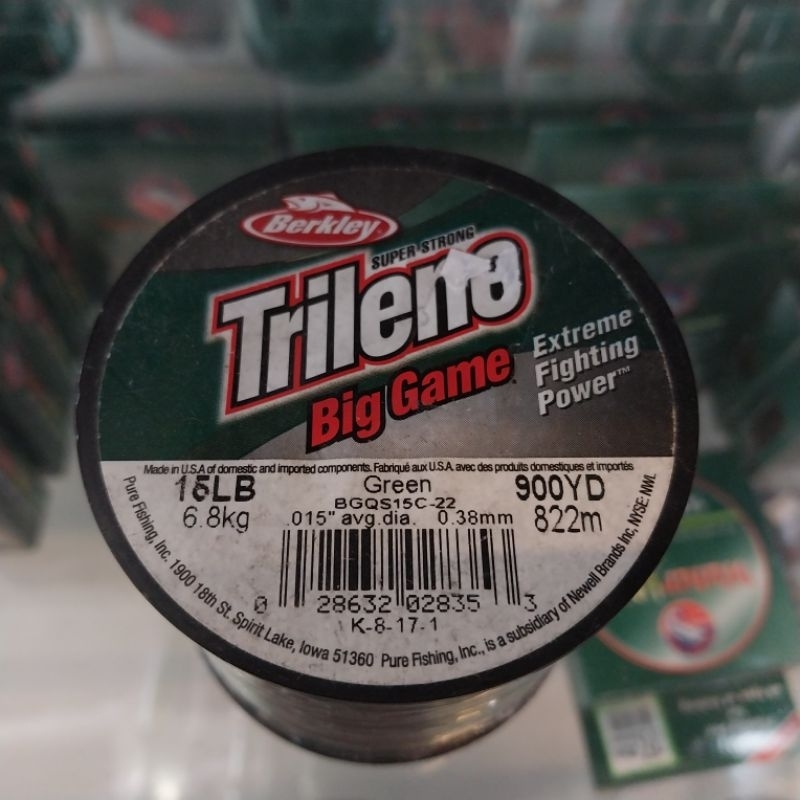 Berkley
SUPER STRONG
Trilene
Big Game
Extreme
Fighting
Power™
Made in U.S.A of domestic and imported components. Fabriqué aux U.S.A. avec des produits domestiques et importés
15LB Green 900YD
6.8kg BGQS15C-22 822m
.015" avg.dia. 0.38mm
0 28632 02835 3
K-8-17-1
Pure Fishing, Inc. 1900 18th St. Spirit Lake, Iowa 51360 Pure Fishing, Inc., is a subsidiary of Newell Brands Inc, NYSE: NWL